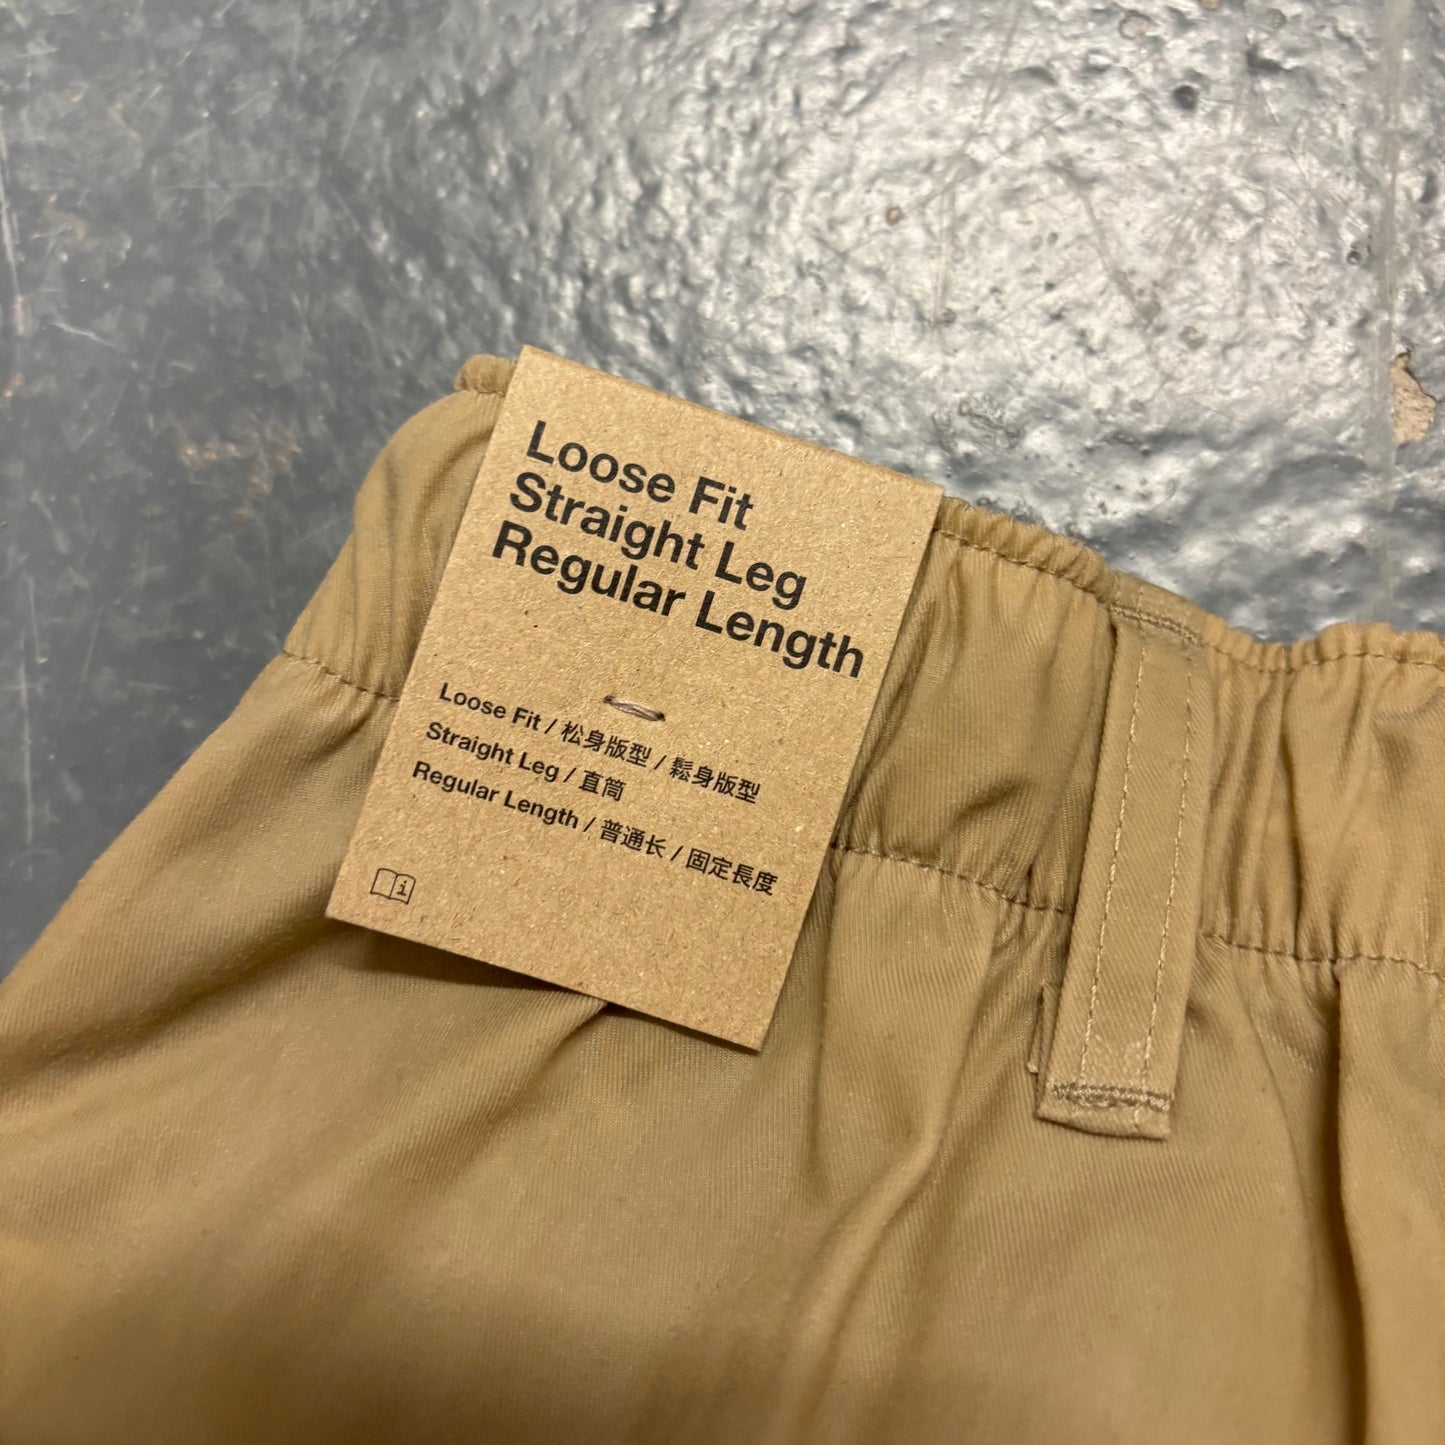 Loose Fit
Straight Leg
Regular Length
Loose Fit / 松身版型 / 鬆身版型
Straight Leg / 直筒
Regular Length / 普通长 / 固定長度
i